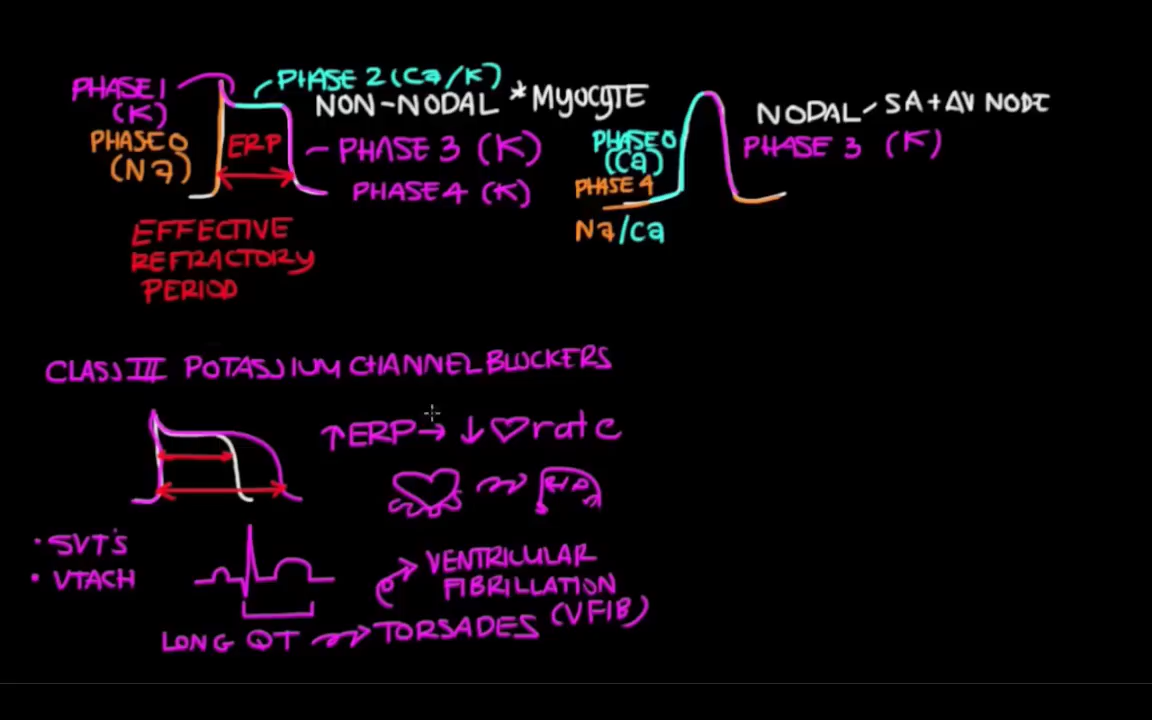 PHASE 1
(K)
PHASE 0
(Na)
ERP
PHASE 2 (Ca/K)
NON-NODAL *MYOCYTE
PHASE 3 (K)
PHASE 4 (K)
EFFECTIVE
REFRACTORY
PERIOD
PHASE 0
(Ca)
PHASE 4
Na/Ca
NODAL - SA + AV NODE
PHASE 3 (K)
CLASS III POTASSIUM CHANNEL BLOCKERS
↑ERP→ ↓♡rate
• SVT's
• VTACH
VENTRICULAR
FIBRILLATION
(VFIB)
LONG QT → TORSADES